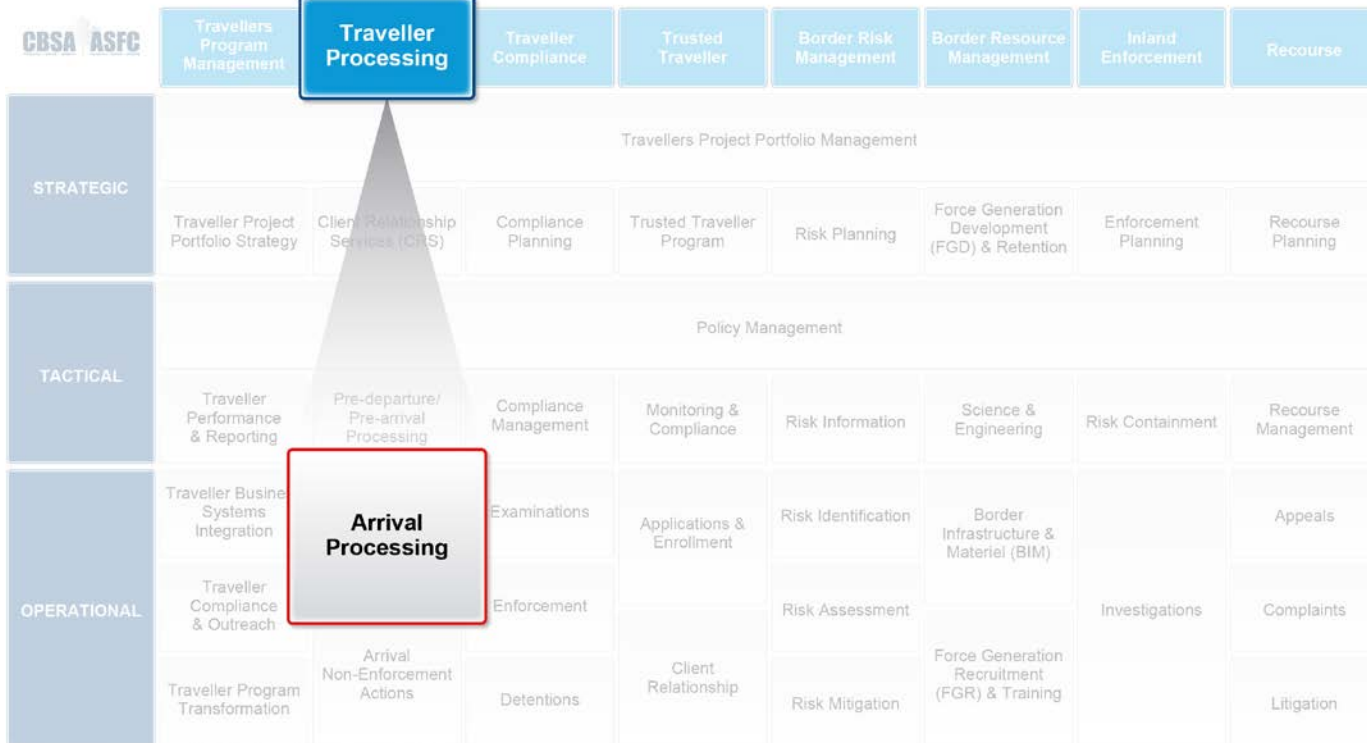 CBSA ASFC
Travellers
Program
Management
Traveller
Processing
Traveller
Compliance
Trusted
Traveller
Border Risk
Management
Border Resource
Management
Inland
Enforcement
Recourse
STRATEGIC
Travellers Project Portfolio Management
Traveller Project
Portfolio Strategy
Client Relationship
Services (CRS)
Compliance
Planning
Trusted Traveller
Program
Risk Planning
Force Generation
Development
(FGD) & Retention
Enforcement
Planning
Recourse
Planning
TACTICAL
Policy Management
Traveller
Performance
& Reporting
Pre-departure/
Pre-arrival
Processing
Compliance
Management
Monitoring &
Compliance
Risk Information
Science &
Engineering
Risk Containment
Recourse
Management
OPERATIONAL
Traveller Busine
Systems
Integration
Arrival
Processing
Examinations
Applications &
Enrollment
Risk Identification
Border
Infrastructure &
Materiel (BIM)
Appeals
Traveller
Compliance
& Outreach
Enforcement
Risk Assessment
Investigations
Complaints
Traveller Program
Transformation
Arrival
Non-Enforcement
Actions
Detentions
Client
Relationship
Risk Mitigation
Force Generation
Recruitment
(FGR) & Training
Litigation